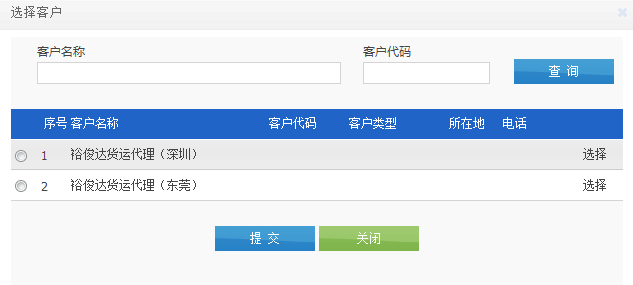 选择客户
客户名称 客户代码
查 询
序号 客户名称 客户代码 客户类型 所在地 电话
1 裕俊达货运代理（深圳） 选择
2 裕俊达货运代理（东莞） 选择
提 交 关闭